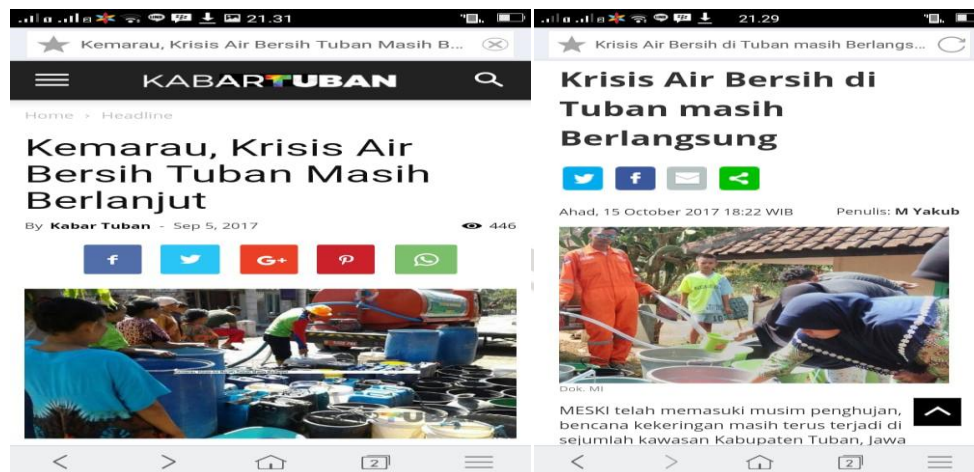 21.31
Kemarau, Krisis Air Bersih Tuban Masih B...
KABARTUBAN
Home > Headline
Kemarau, Krisis Air
Bersih Tuban Masih
Berlanjut
By Kabar Tuban - Sep 5, 2017
446
f
G+
2
21.29
Krisis Air Bersih di Tuban masih Berlangs...
Krisis Air Bersih di
Tuban masih
Berlangsung
f
Ahad, 15 October 2017 18:22 WIB
Penulis: M Yakub
Dok. MI
MESKI telah memasuki musim penghujan,
bencana kekeringan masih terus terjadi di
sejumlah kawasan Kabupaten Tuban, Jawa
2